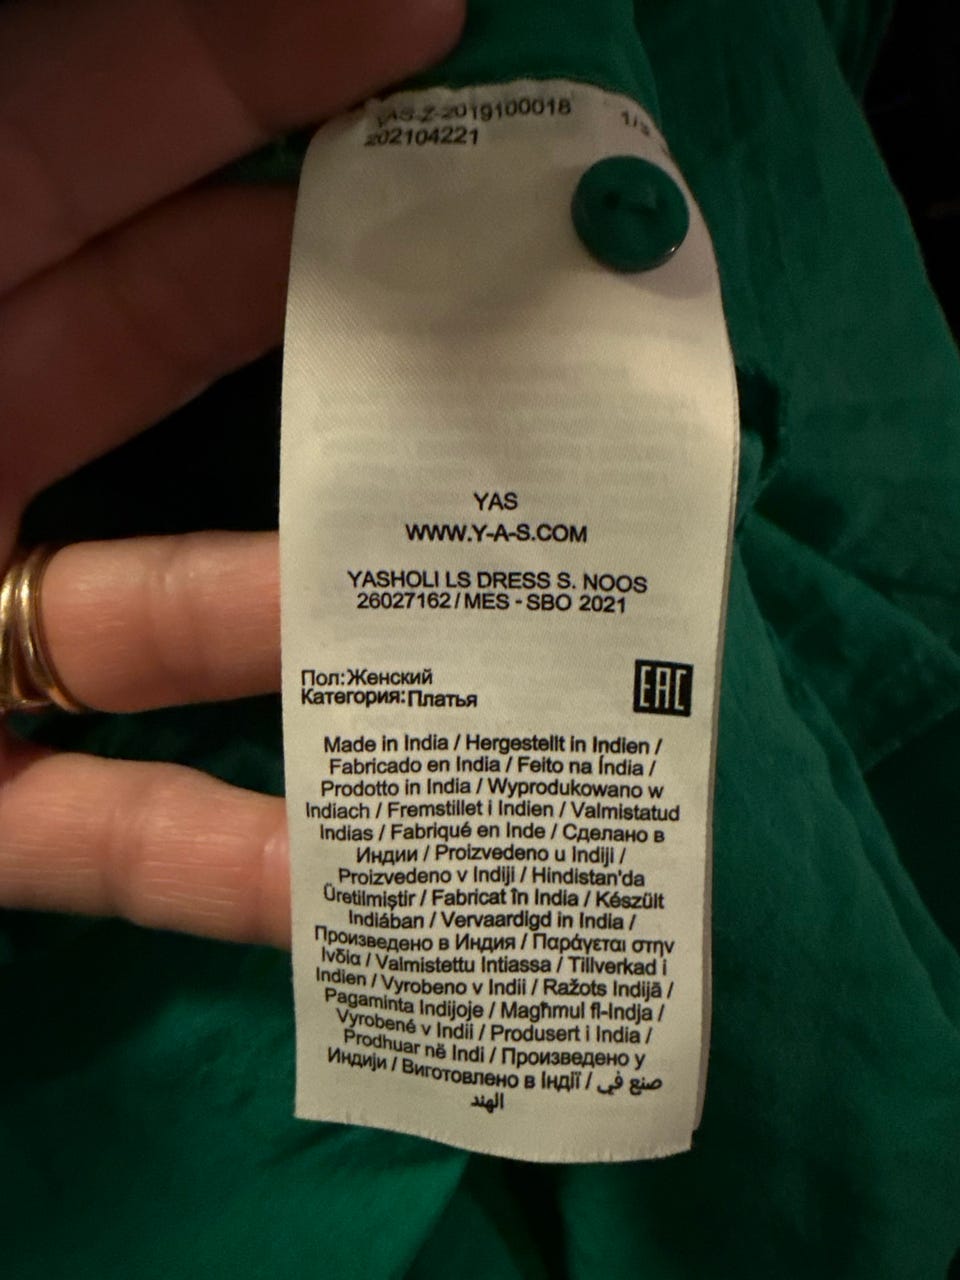 YAS-Z-2019100018
1/3
202104221
YAS
WWW.Y-A-S.COM
YASHOLI LS DRESS S. NOOS
26027162/MES - SBO 2021
Пол:Женский
Категория:Платья
EAC
Made in India / Hergestellt in Indien /
Fabricado en India / Feito na Índia /
Prodotto in India / Wyprodukowano w
Indiach / Fremstillet i Indien / Valmistatud
Indias / Fabriqué en Inde / Сделано в
Индии / Proizvedeno u Indiji /
Proizvedeno v Indiji / Hindistan'da
Üretilmiştir / Fabricat în India / Készült
Indiában / Vervaardigd in India /
Произведено в Индия / Παράγεται στην
Ινδία / Valmistettu Intiassa / Tillverkad i
Indien / Vyrobeno v Indii / Ražots Indijā /
Pagaminta Indijoje / Magħmul fl-Indja /
Vyrobené v Indii / Produsert i India /
Prodhuar në Indi / Произведено у
Индији / Виготовлено в Індії / صنع في
الهند